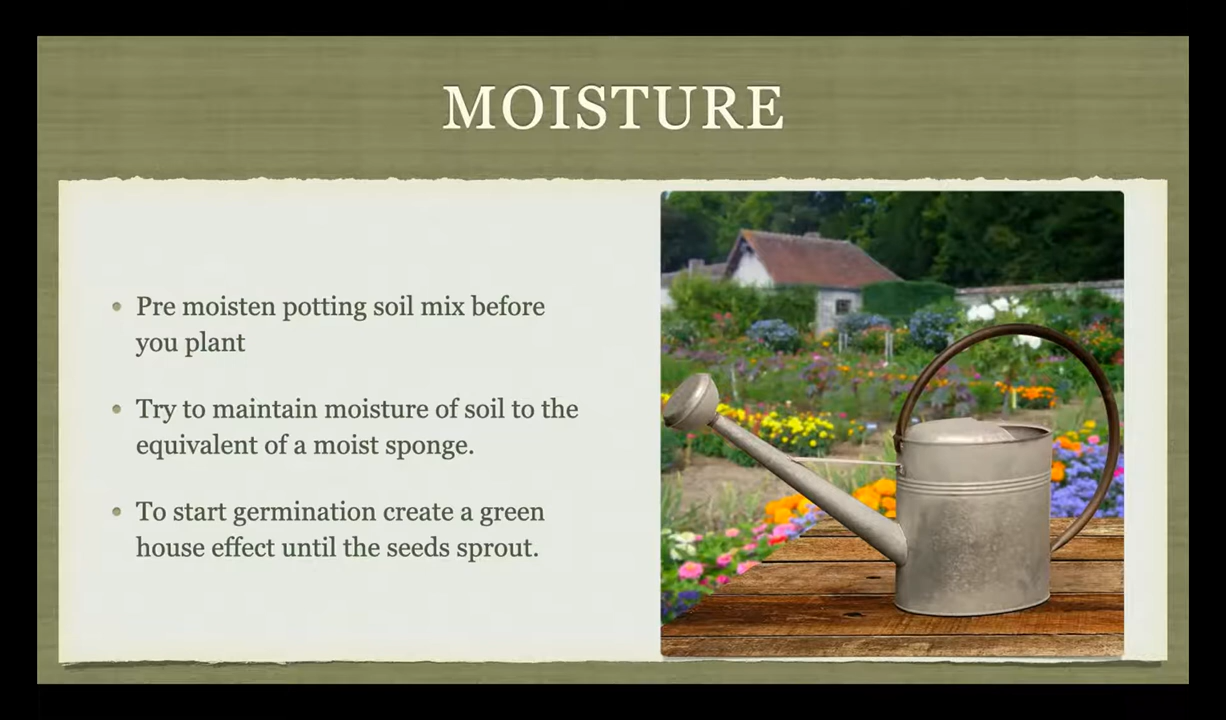 MOISTURE
• Pre moisten potting soil mix before
you plant
• Try to maintain moisture of soil to the
equivalent of a moist sponge.
• To start germination create a green
house effect until the seeds sprout.